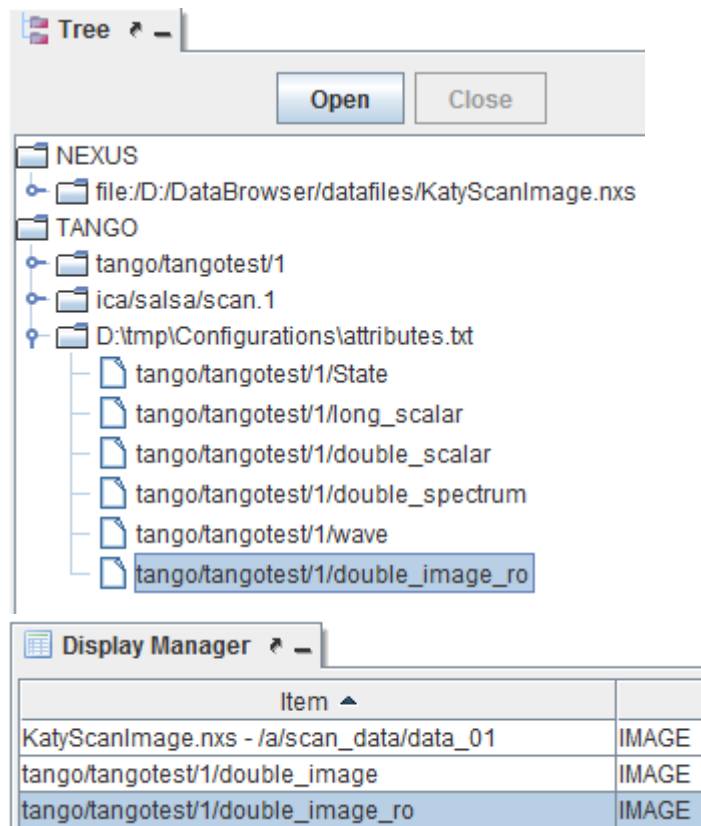 Tree
Open Close
NEXUS
file:/D:/DataBrowser/datafiles/KatyScanImage.nxs
TANGO
tango/tangotest/1
ica/salsa/scan.1
D:\tmp\Configurations\attributes.txt
tango/tangotest/1/State
tango/tangotest/1/long_scalar
tango/tangotest/1/double_scalar
tango/tangotest/1/double_spectrum
tango/tangotest/1/wave
tango/tangotest/1/double_image_ro
Display Manager
Item
KatyScanImage.nxs - /a/scan_data/data_01 IMAGE
tango/tangotest/1/double_image IMAGE
tango/tangotest/1/double_image_ro IMAGE